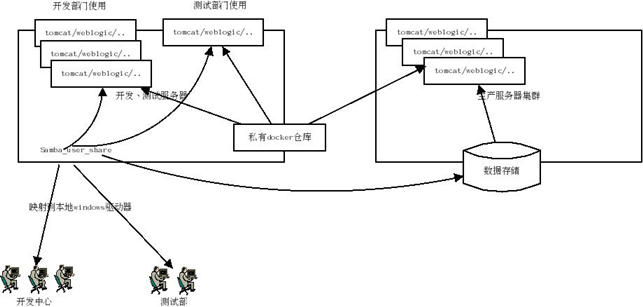 开发部门使用
测试部门使用
tomcat/weblogic/..
tomcat/weblogic/..
tomcat/weblogic/..
tomcat/weblogic/..
tomcat/weblogic/..
tomcat/weblogic/..
tomcat/weblogic/..
开发、测试服务器
生产服务器集群
私有docker仓库
Samba_user_share
数据存储
映射到本地windows驱动器
开发中心
测试部